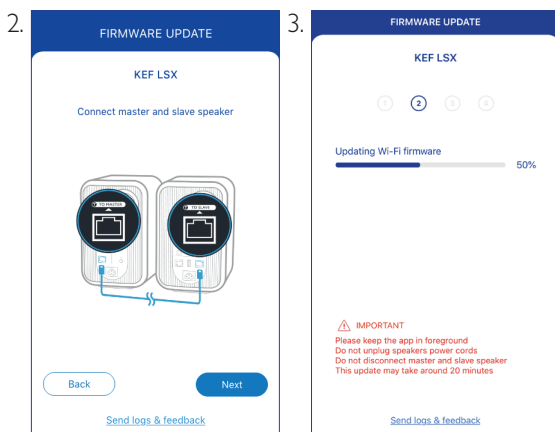 2.
FIRMWARE UPDATE
KEF LSX
Connect master and slave speaker
TO MASTER
TO SLAVE
Back
Next
Send logs & feedback
3.
FIRMWARE UPDATE
KEF LSX
1 2 3 4
Updating Wi-Fi firmware
50%
IMPORTANT
Please keep the app in foreground
Do not unplug speakers power cords
Do not disconnect master and slave speaker
This update may take around 20 minutes
Send logs & feedback